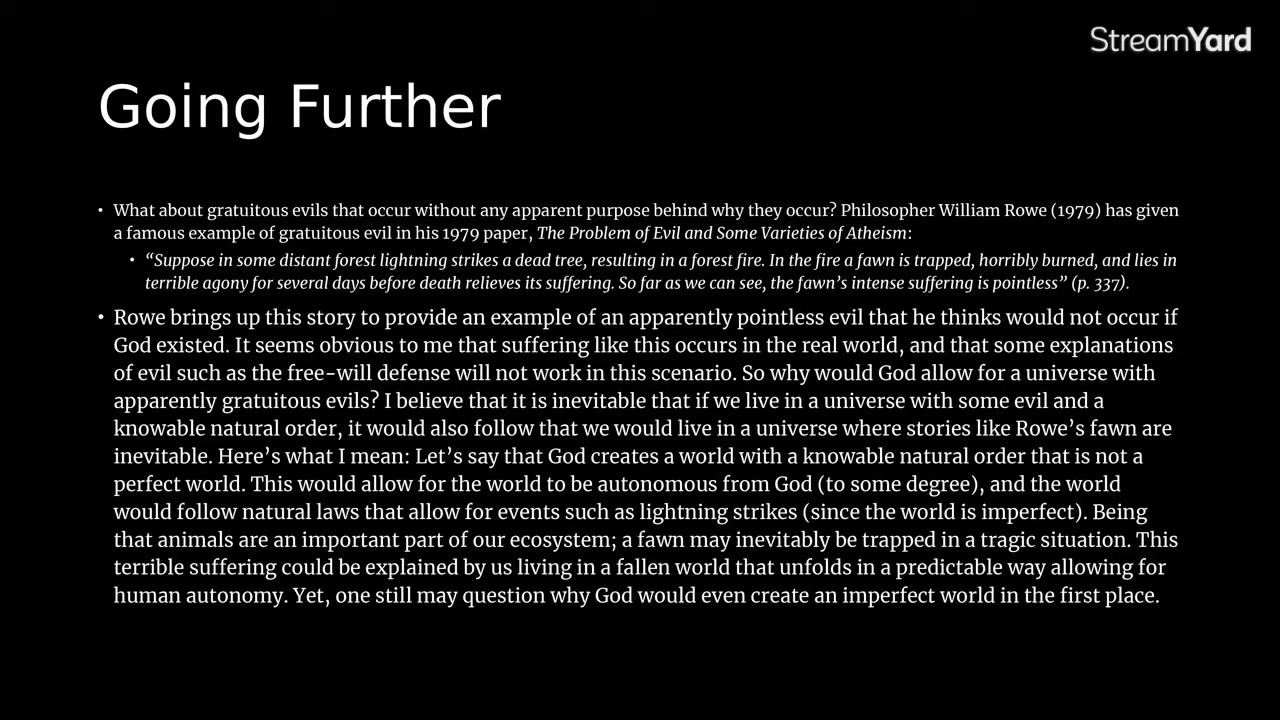 StreamYard
Going Further
• What about gratuitous evils that occur without any apparent purpose behind why they occur? Philosopher William Rowe (1979) has given
a famous example of gratuitous evil in his 1979 paper, The Problem of Evil and Some Varieties of Atheism:
• “Suppose in some distant forest lightning strikes a dead tree, resulting in a forest fire. In the fire a fawn is trapped, horribly burned, and lies in
terrible agony for several days before death relieves its suffering. So far as we can see, the fawn’s intense suffering is pointless” (p. 337).
• Rowe brings up this story to provide an example of an apparently pointless evil that he thinks would not occur if
God existed. It seems obvious to me that suffering like this occurs in the real world, and that some explanations
of evil such as the free-will defense will not work in this scenario. So why would God allow for a universe with
apparently gratuitous evils? I believe that it is inevitable that if we live in a universe with some evil and a
knowable natural order, it would also follow that we would live in a universe where stories like Rowe’s fawn are
inevitable. Here’s what I mean: Let’s say that God creates a world with a knowable natural order that is not a
perfect world. This would allow for the world to be autonomous from God (to some degree), and the world
would follow natural laws that allow for events such as lightning strikes (since the world is imperfect). Being
that animals are an important part of our ecosystem; a fawn may inevitably be trapped in a tragic situation. This
terrible suffering could be explained by us living in a fallen world that unfolds in a predictable way allowing for
human autonomy. Yet, one still may question why God would even create an imperfect world in the first place.